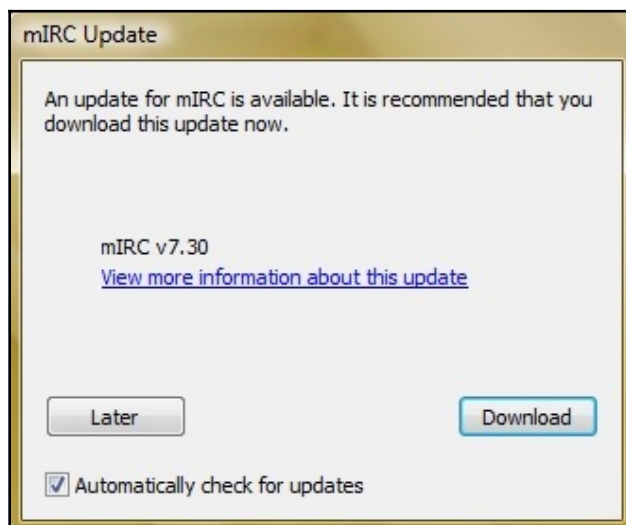 mIRC Update
An update for mIRC is available. It is recommended that you
download this update now.
mIRC v7.30
View more information about this update
Later
Download
Automatically check for updates